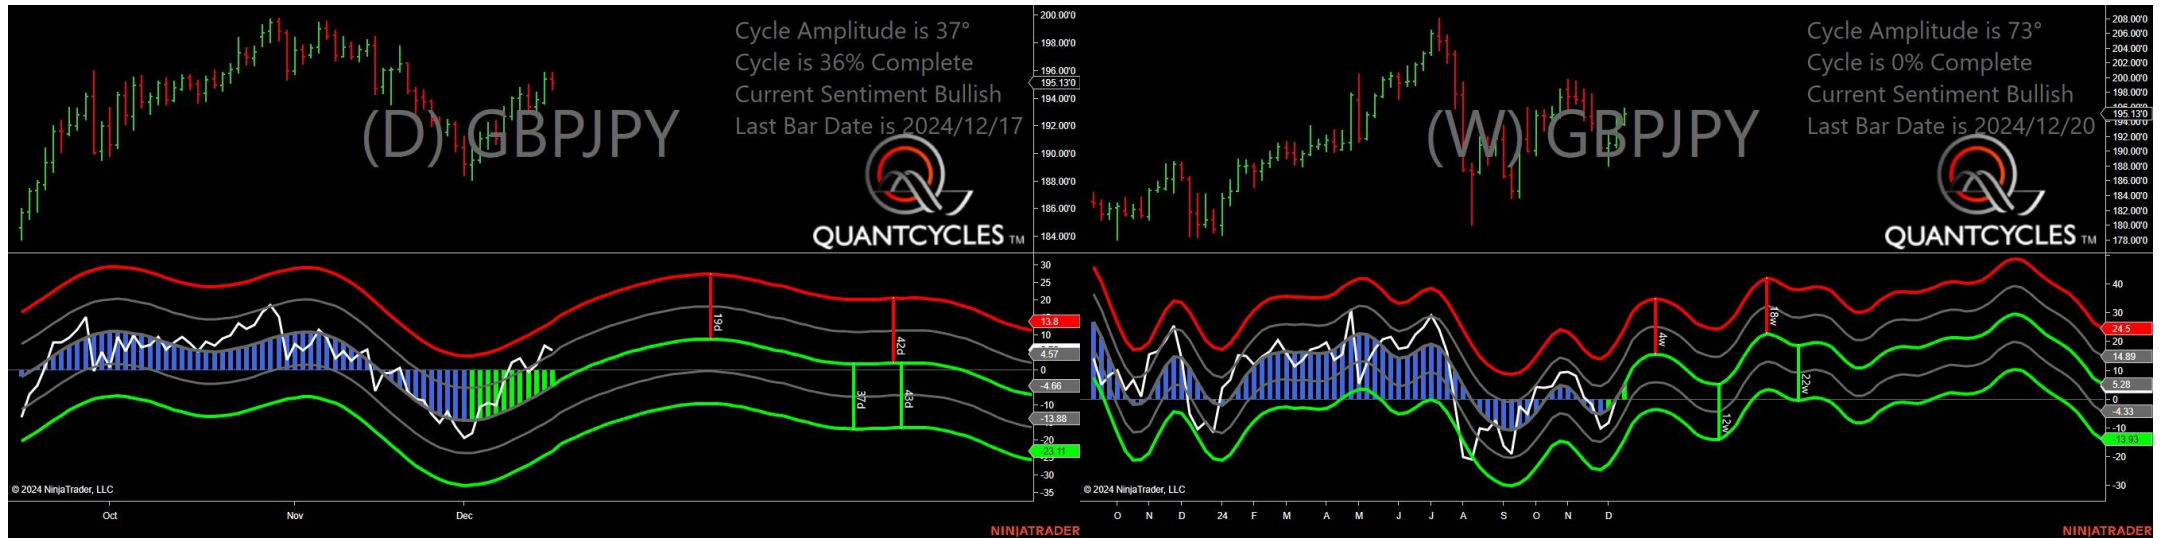 Cycle Amplitude is 37°
Cycle is 36% Complete
Current Sentiment Bullish
Last Bar Date is 2024/12/17
(D) GBPJPY
QUANTCYCLES TM
200.00'0
198.00'0
196.00'0
195.13'0
194.00'0
192.00'0
190.00'0
188.00'0
186.00'0
184.00'0
30
25
20
13.8
4.57
0
-4.66
-10
-13.88
-20
-23.11
-30
-35
19d
42d
37d
43d
© 2024 NinjaTrader, LLC
Oct
Nov
Dec
NINJATRADER
Cycle Amplitude is 73°
Cycle is 0% Complete
Current Sentiment Bullish
Last Bar Date is 2024/12/20
(W) GBPJPY
QUANTCYCLES TM
208.00'0
206.00'0
204.00'0
202.00'0
200.00'0
198.00'0
195.13'0
192.00'0
190.00'0
188.00'0
186.00'0
184.00'0
182.00'0
180.00'0
178.00'0
40
30
24.5
20
14.89
10
5.28
0
-4.33
-10
-13.93
-20
-30
4w
18w
12w
22w
© 2024 NinjaTrader, LLC
O N D 24 F M A M J J A S O N D
NINJATRADER